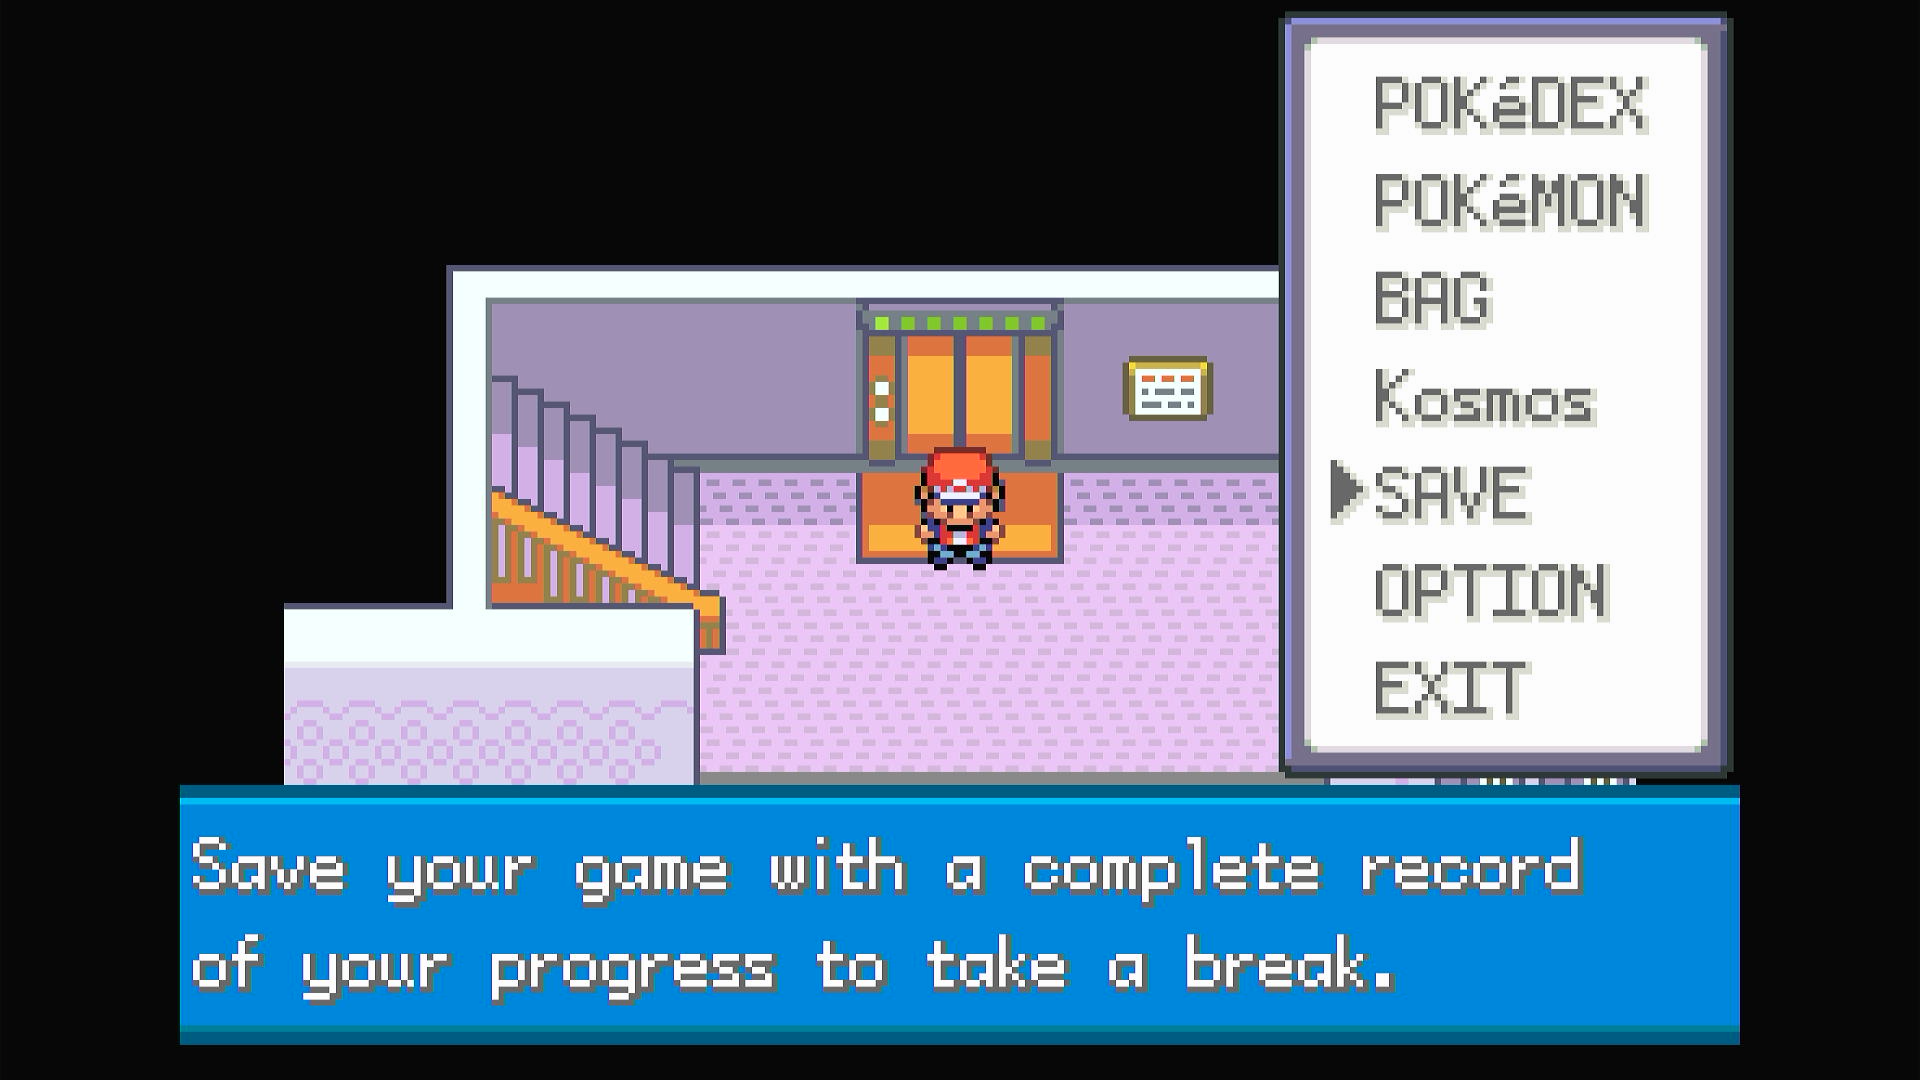 POKéDEX
POKéMON
BAG
Kosmos
SAVE
OPTION
EXIT
Save your game with a complete record
of your progress to take a break.